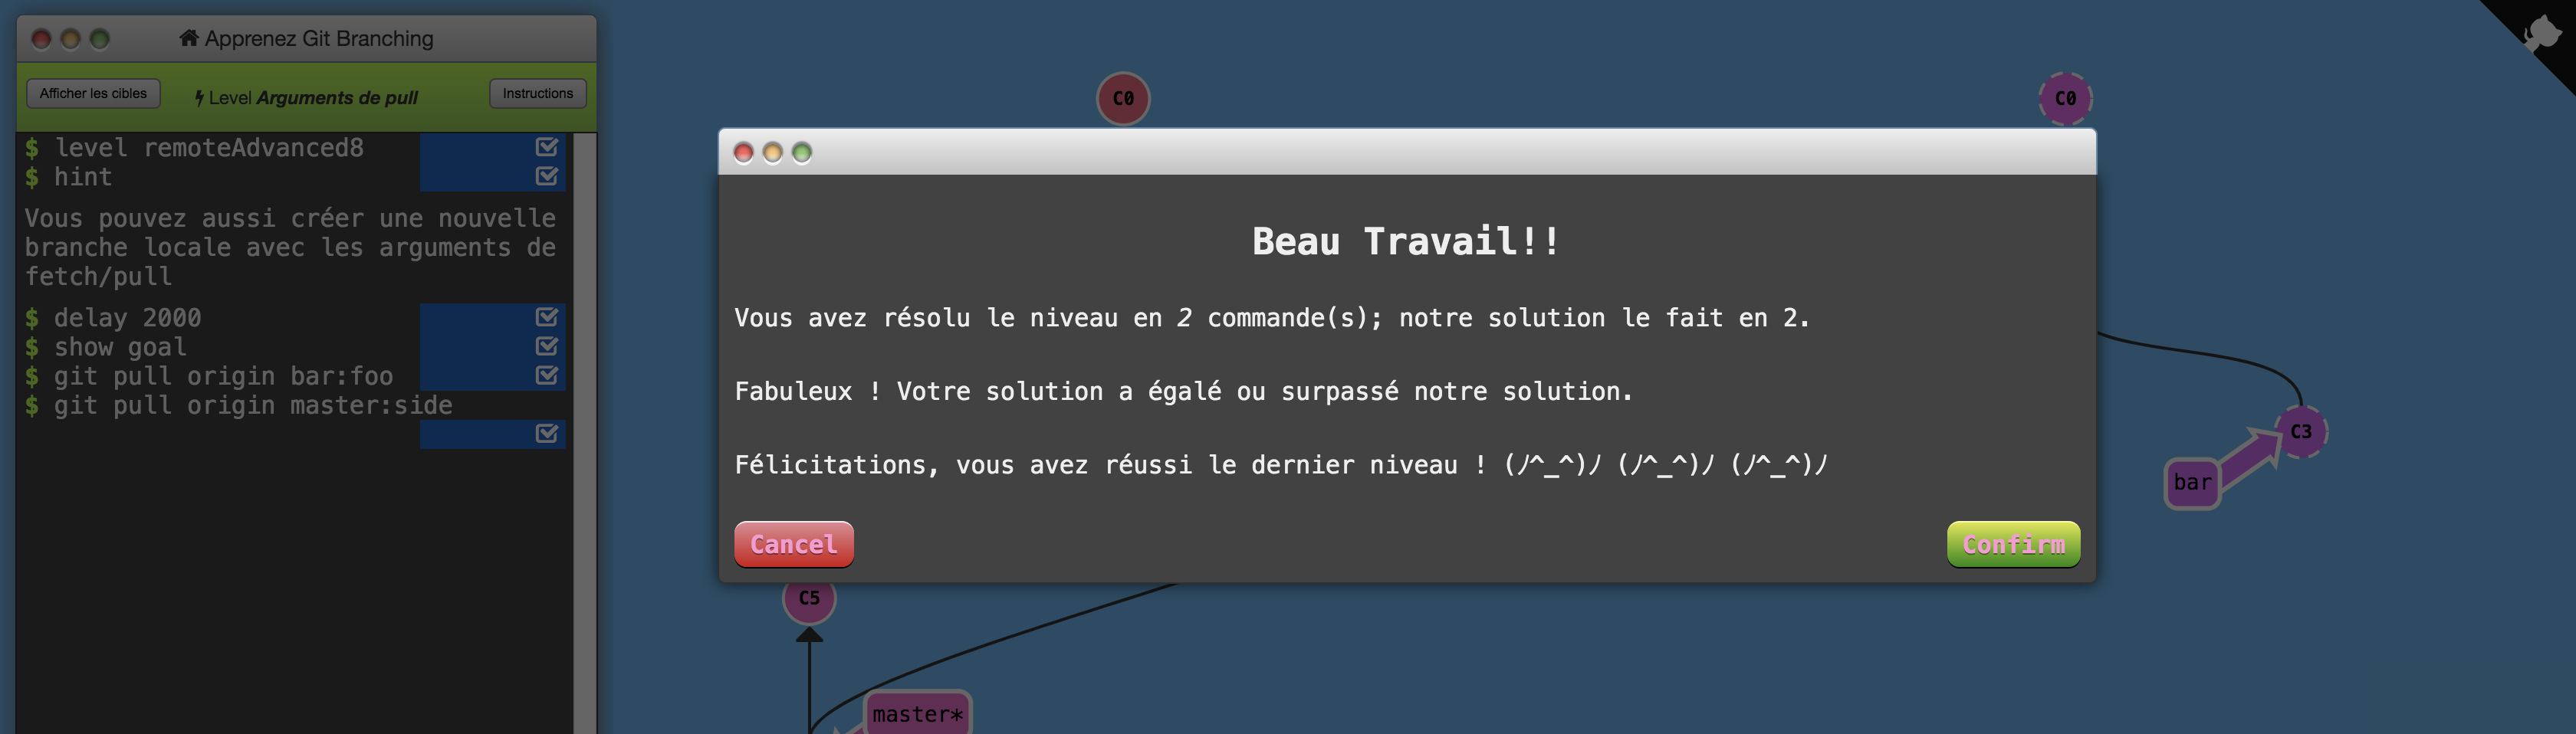 Apprenez Git Branching
Afficher les cibles
Level Arguments de pull
Instructions
$ level remoteAdvanced8
$ hint
Vous pouvez aussi créer une nouvelle
branche locale avec les arguments de
fetch/pull
$ delay 2000
$ show goal
$ git pull origin bar:foo
$ git pull origin master:side
C0
C0
Beau Travail!!
Vous avez résolu le niveau en 2 commande(s); notre solution le fait en 2.
Fabuleux ! Votre solution a égalé ou surpassé notre solution.
Félicitations, vous avez réussi le dernier niveau ! (ﾉ^_^)ﾉ (ﾉ^_^)ﾉ (ﾉ^_^)ﾉ
Cancel
Confirm
C3
bar
C5
master*